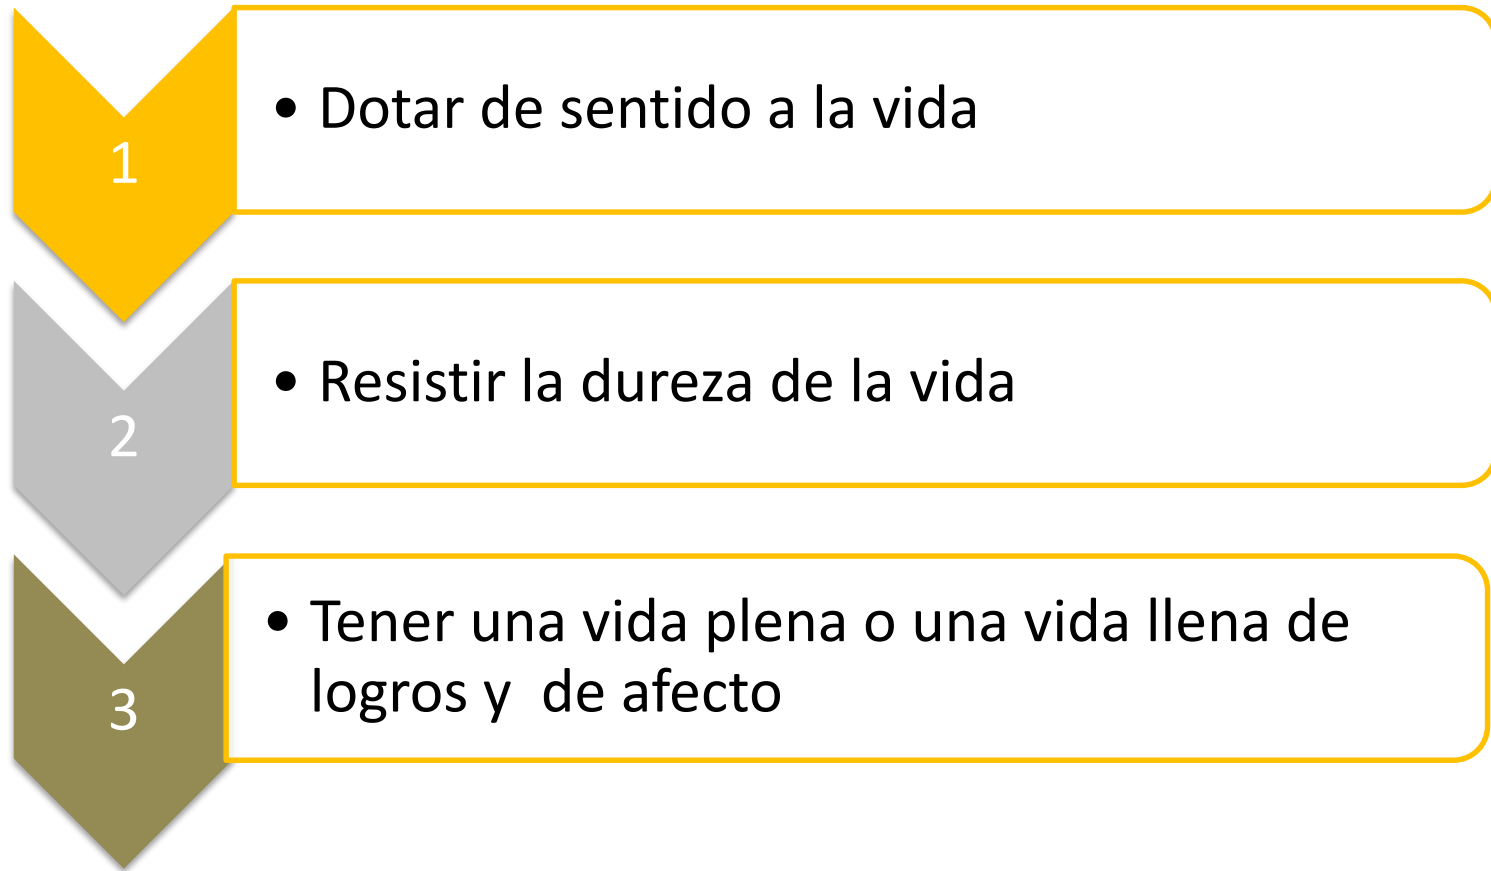 1
• Dotar de sentido a la vida
2
• Resistir la dureza de la vida
3
• Tener una vida plena o una vida llena de
logros y  de afecto